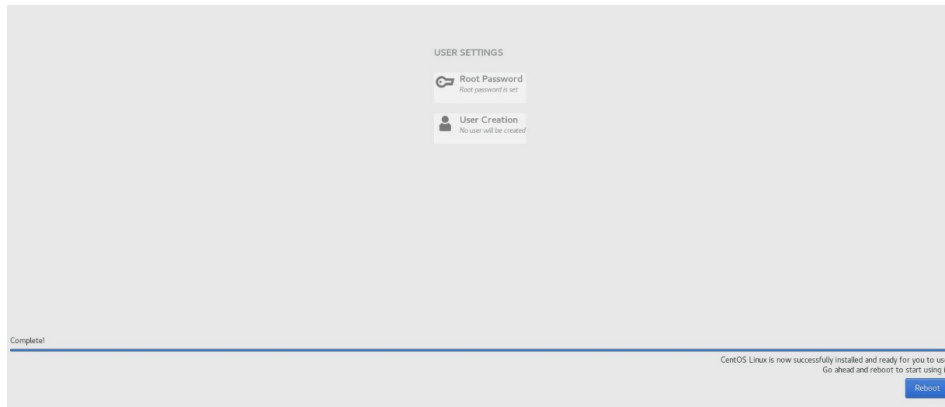 USER SETTINGS
Root Password
Root password is set
User Creation
No user will be created
Complete!
CentOS Linux is now successfully installed and ready for you to us
Go ahead and reboot to start using i
Reboot